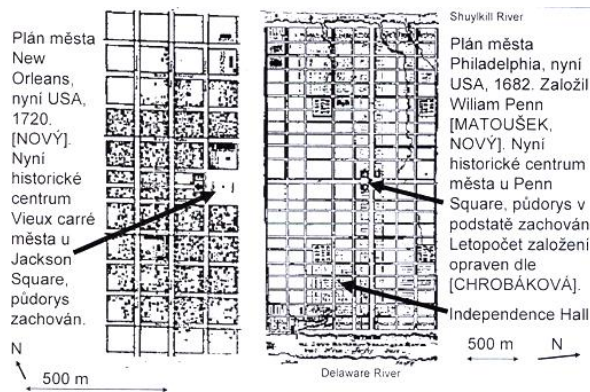 Plán města
New
Orleans,
nyní USA,
1720.
[NOVÝ].
Nyní
historické
centrum
Vieux carré
města u
Jackson
Square,
půdorys
zachován.
N
500 m
Shuylkill River
Plán města
Philadelphia, nyní
USA, 1682. Založil
Wiliam Penn
[MATOUŠEK,
NOVÝ]. Nyní
historické centrum
města u Penn
Square, půdorys v
podstatě zachován
Letopočet založení
opraven dle
[CHROBÁKOVÁ].
Independence Hall
500 m
N
Delaware River